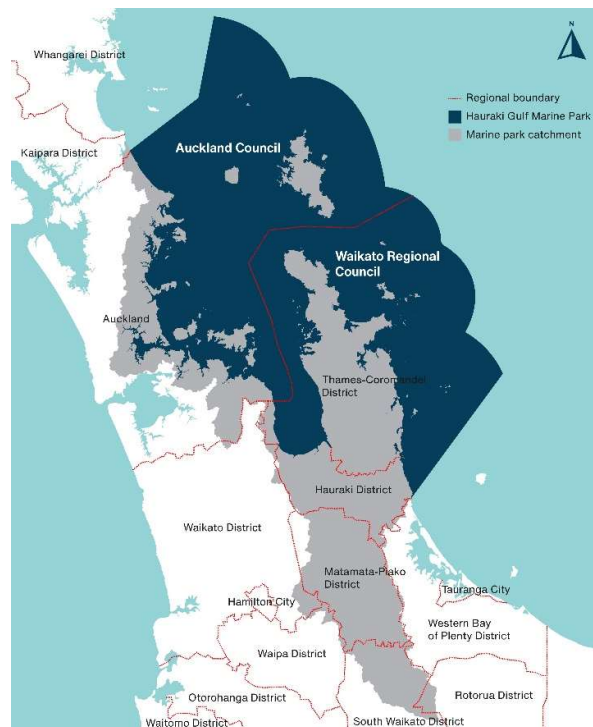 N
Whangarei District
Regional boundary
Hauraki Gulf Marine Park
Marine park catchment
Auckland Council
Kaipara District
Waikato Regional
Council
Auckland
Thames-Coromandel
District
Hauraki District
Waikato District
Matamata-Piako
District
Tauranga City
Hamilton City
Western Bay
of Plenty District
Waipa District
Otorohanga District
Rotorua District
Waitomo District
South Waikato District